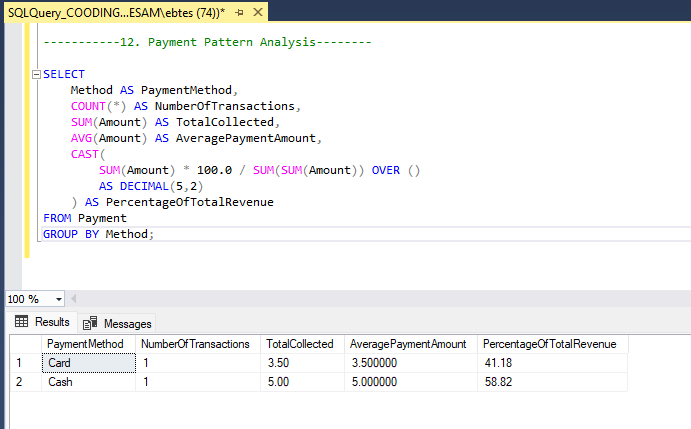 SQLQuery_COODING...ESAM\ebtes (74))*
-----------12. Payment Pattern Analysis--------
SELECT
Method AS PaymentMethod,
COUNT(*) AS NumberOfTransactions,
SUM(Amount) AS TotalCollected,
AVG(Amount) AS AveragePaymentAmount,
CAST(
SUM(Amount) * 100.0 / SUM(SUM(Amount)) OVER ()
AS DECIMAL(5,2)
) AS PercentageOfTotalRevenue
FROM Payment
GROUP BY Method;
100 %
Results Messages
PaymentMethod NumberOfTransactions TotalCollected AveragePaymentAmount PercentageOfTotalRevenue
1 Card 1 3.50 3.500000 41.18
2 Cash 1 5.00 5.000000 58.82